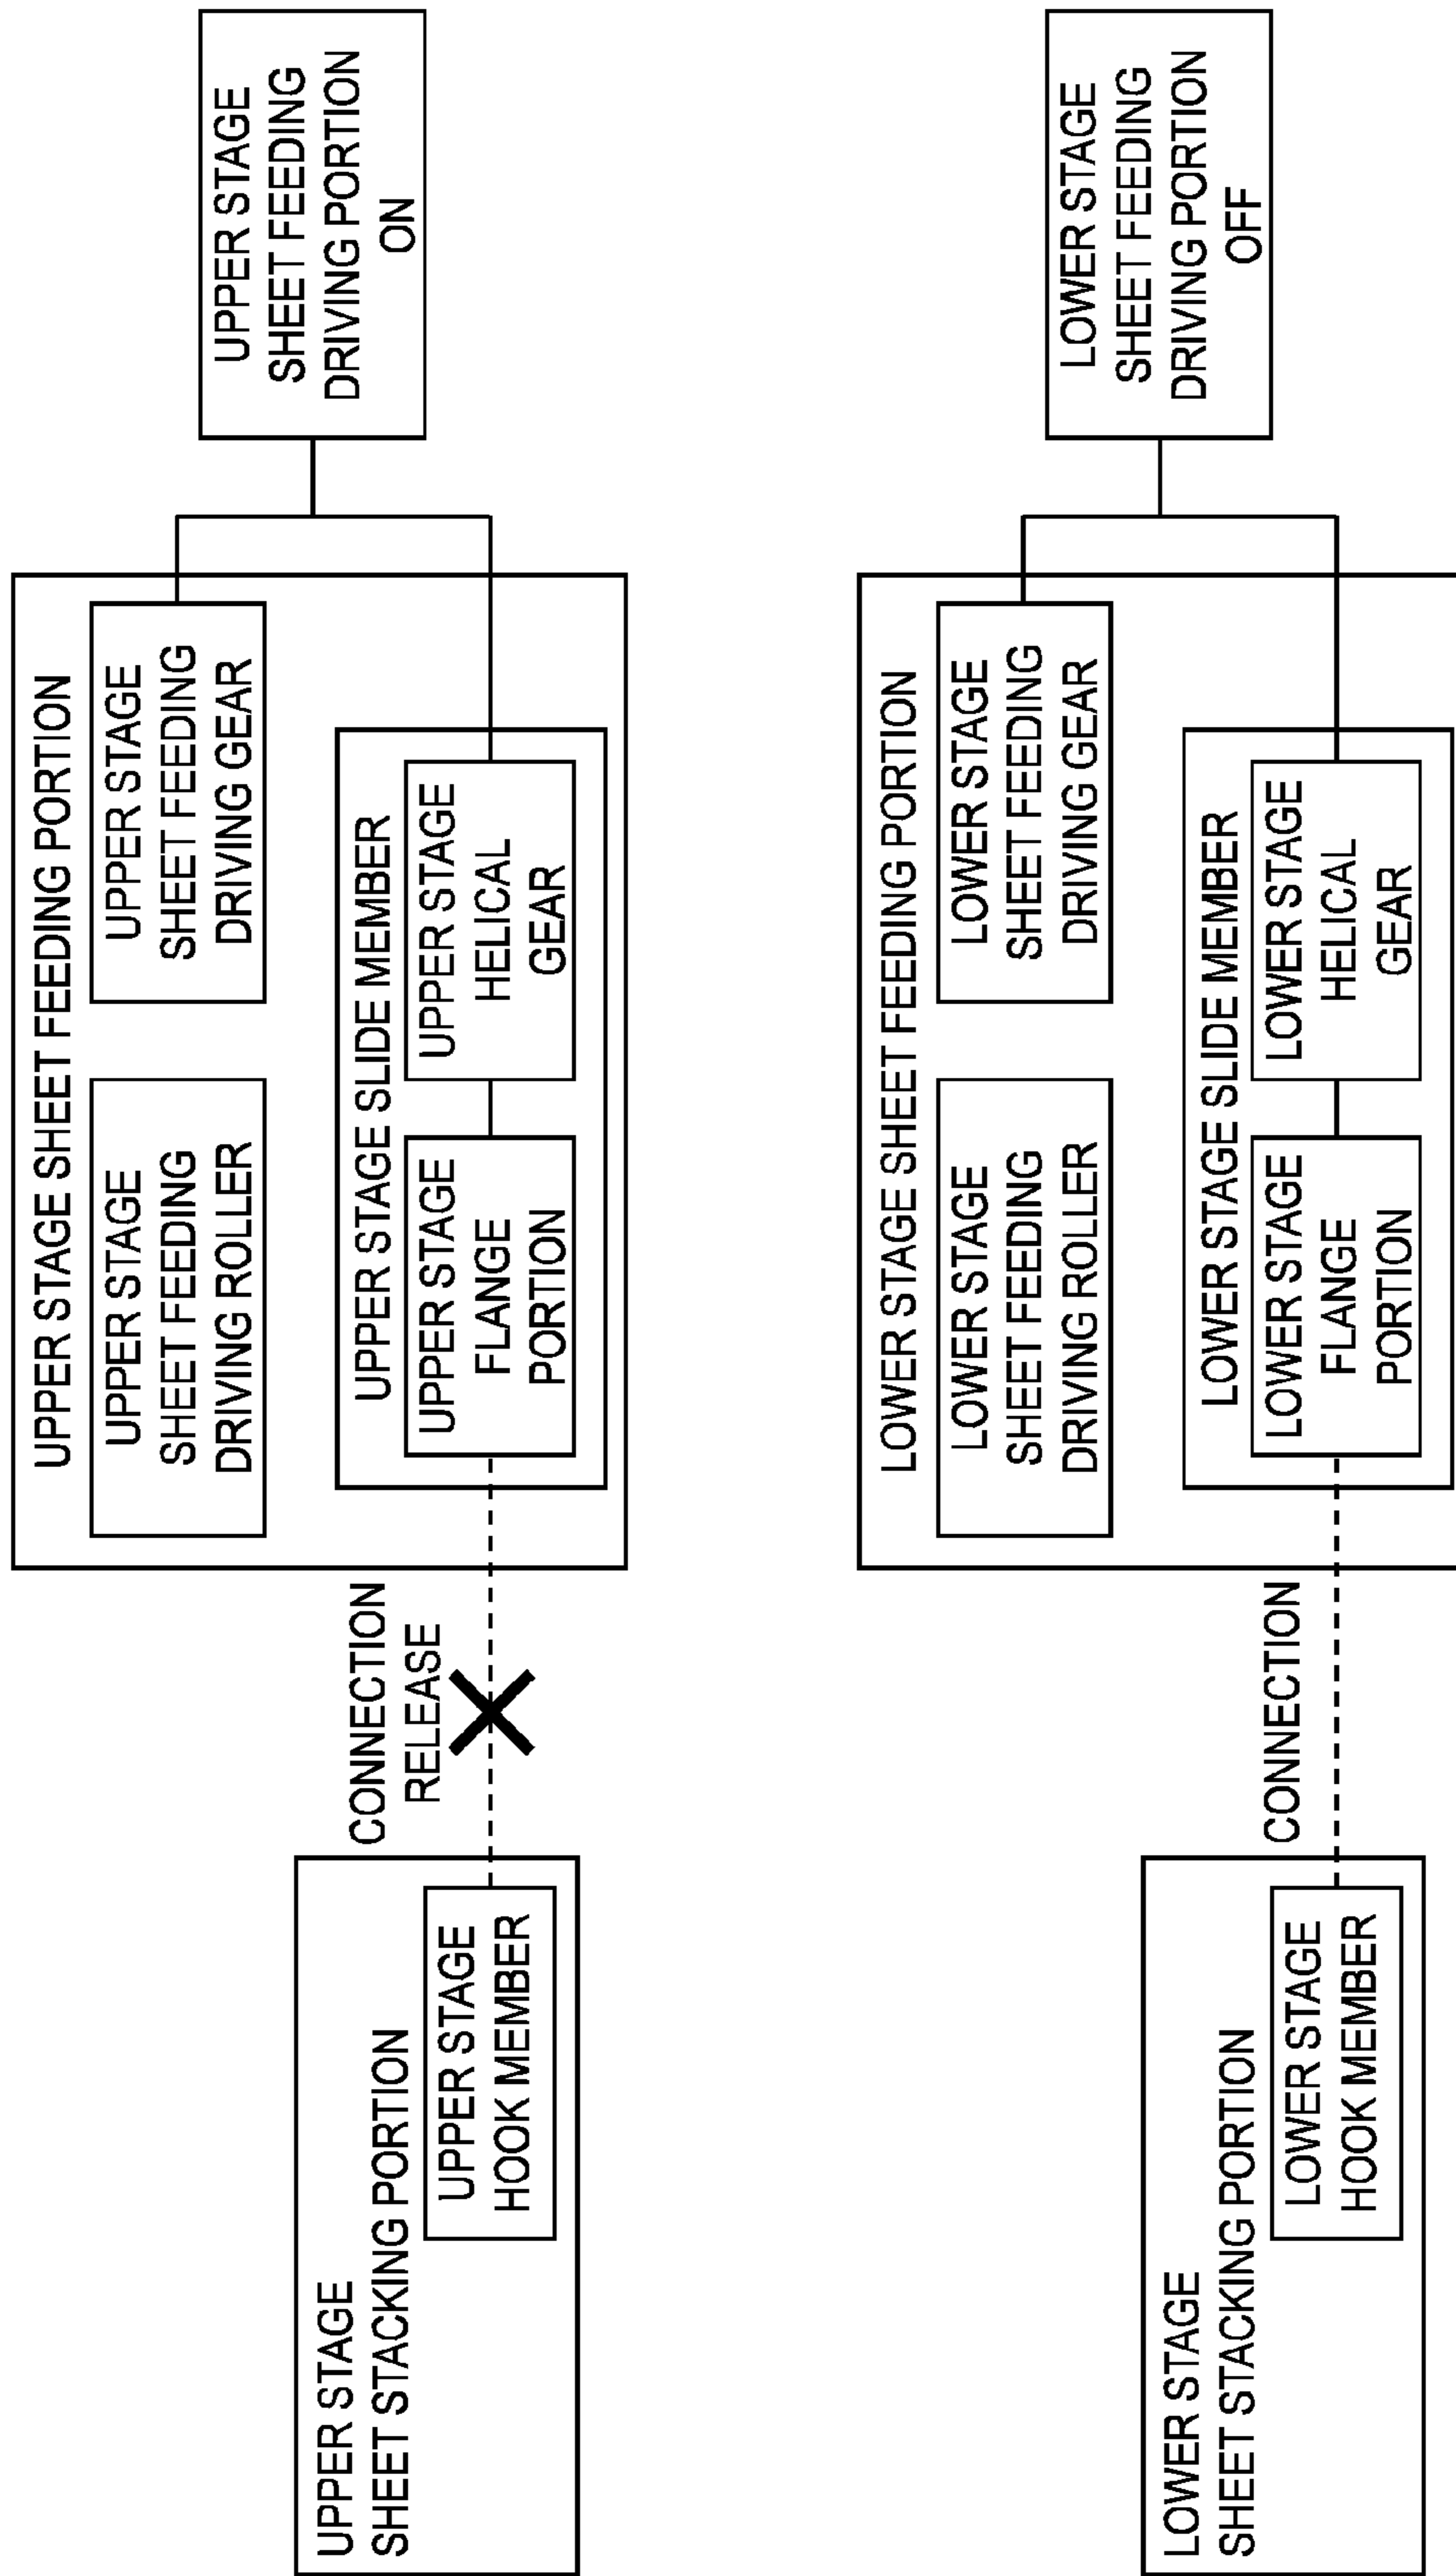 UPPER STAGE
SHEET STACKING PORTION
UPPER STAGE
HOOK MEMBER
CONNECTION
RELEASE
UPPER STAGE SHEET FEEDING PORTION
UPPER STAGE
SHEET FEEDING
DRIVING ROLLER
UPPER STAGE
SHEET FEEDING
DRIVING GEAR
UPPER STAGE SLIDE MEMBER
UPPER STAGE
FLANGE
PORTION
UPPER STAGE
HELICAL
GEAR
UPPER STAGE
SHEET FEEDING
DRIVING PORTION
ON
LOWER STAGE
SHEET STACKING PORTION
LOWER STAGE
HOOK MEMBER
CONNECTION
LOWER STAGE SHEET FEEDING PORTION
LOWER STAGE
SHEET FEEDING
DRIVING ROLLER
LOWER STAGE
SHEET FEEDING
DRIVING GEAR
LOWER STAGE SLIDE MEMBER
LOWER STAGE
FLANGE
PORTION
LOWER STAGE
HELICAL
GEAR
LOWER STAGE
SHEET FEEDING
DRIVING PORTION
OFF